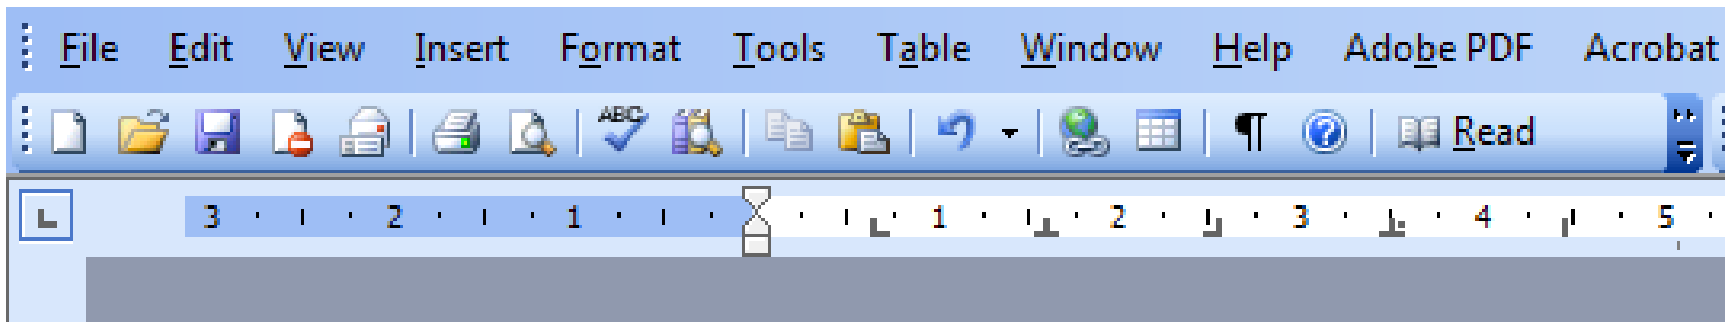 File Edit View Insert Format Tools Table Window Help Adobe PDF Acrobat
ABC Read
3 2 1 1 2 3 4 5